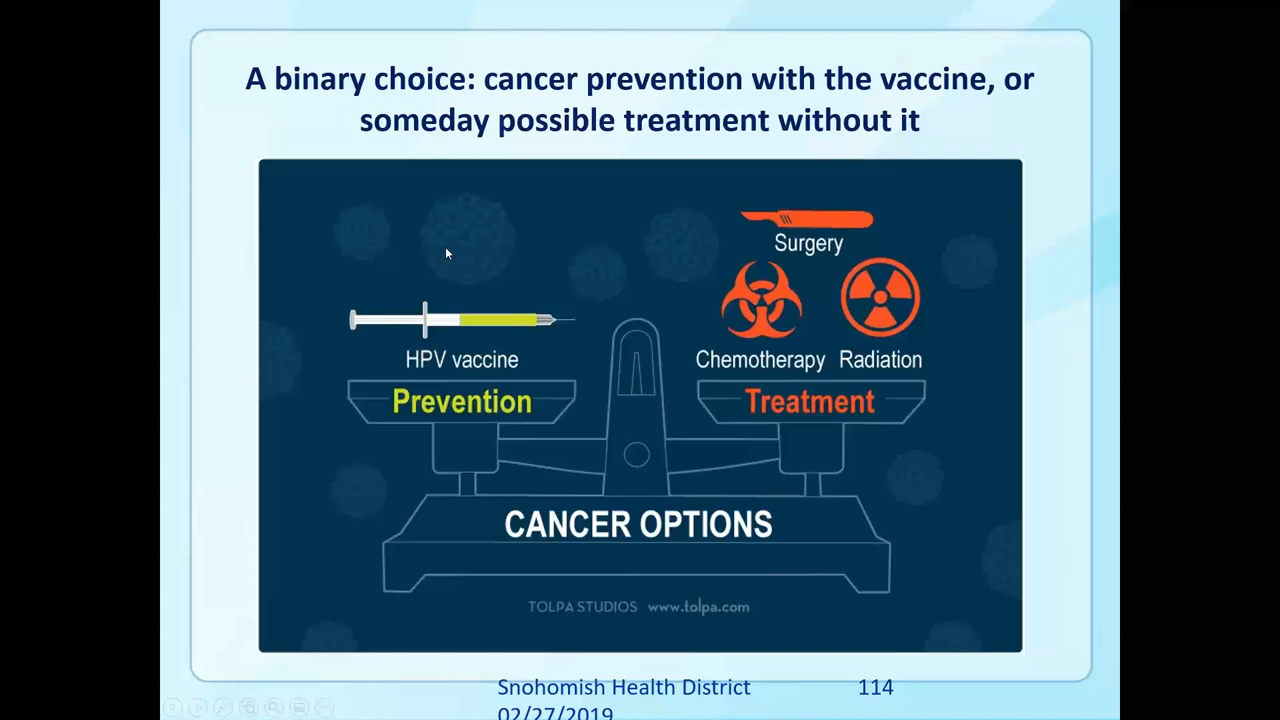 A binary choice: cancer prevention with the vaccine, or
someday possible treatment without it
Surgery
HPV vaccine
Chemotherapy Radiation
Prevention
Treatment
CANCER OPTIONS
TOLPA STUDIOS www.tolpa.com
Snohomish Health District 114
02/27/2019